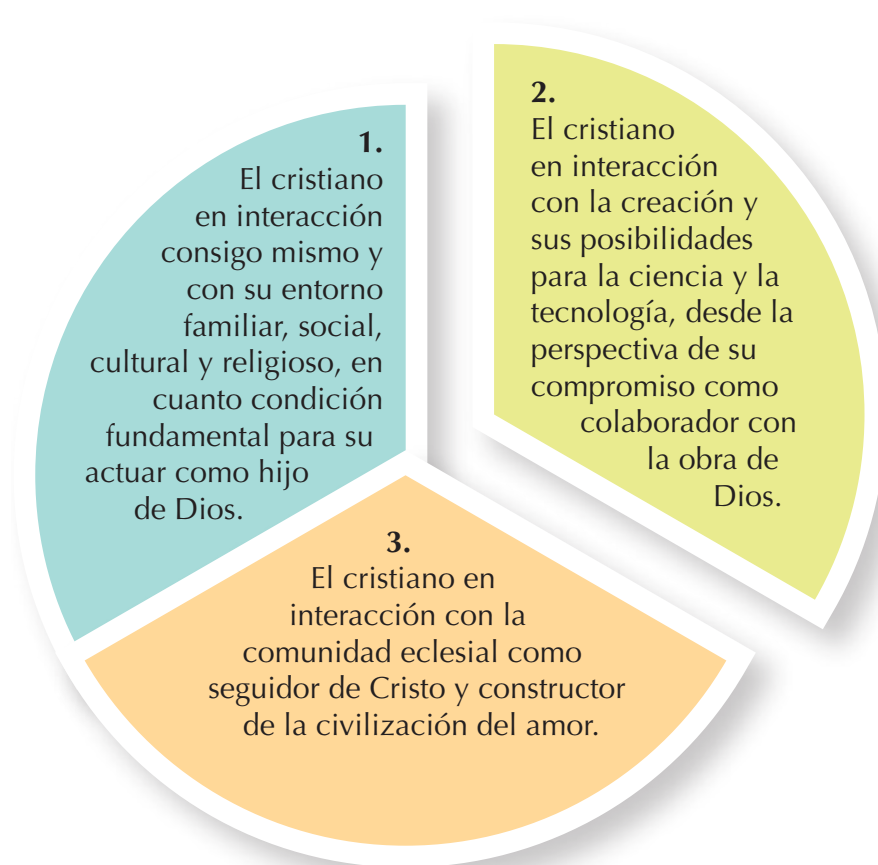 1.
El cristiano
en interacción
consigo mismo y
con su entorno
familiar, social,
cultural y religioso, en
cuanto condición
fundamental para su
actuar como hijo
de Dios.
2.
El cristiano
en interacción
con la creación y
sus posibilidades
para la ciencia y la
tecnología, desde la
perspectiva de su
compromiso como
colaborador con
la obra de
Dios.
3.
El cristiano en
interacción con la
comunidad eclesial como
seguidor de Cristo y constructor
de la civilización del amor.